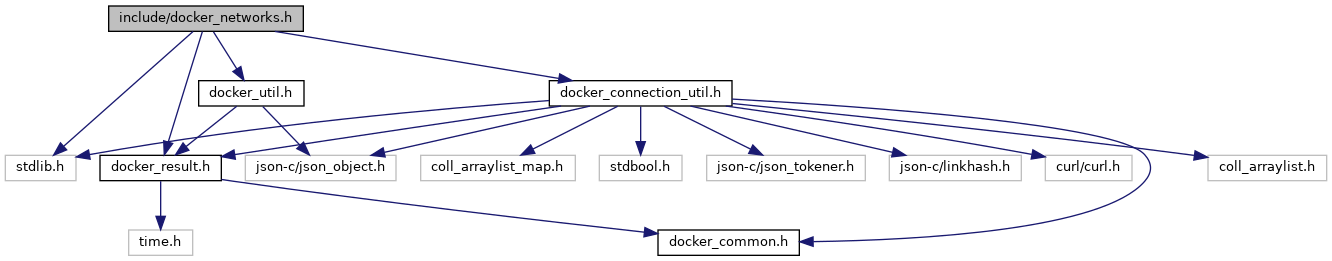 include/docker_networks.h
docker_util.h
docker_connection_util.h
stdlib.h
docker_result.h
json-c/json_object.h
coll_arraylist_map.h
stdbool.h
json-c/json_tokener.h
json-c/linkhash.h
curl/curl.h
coll_arraylist.h
time.h
docker_common.h